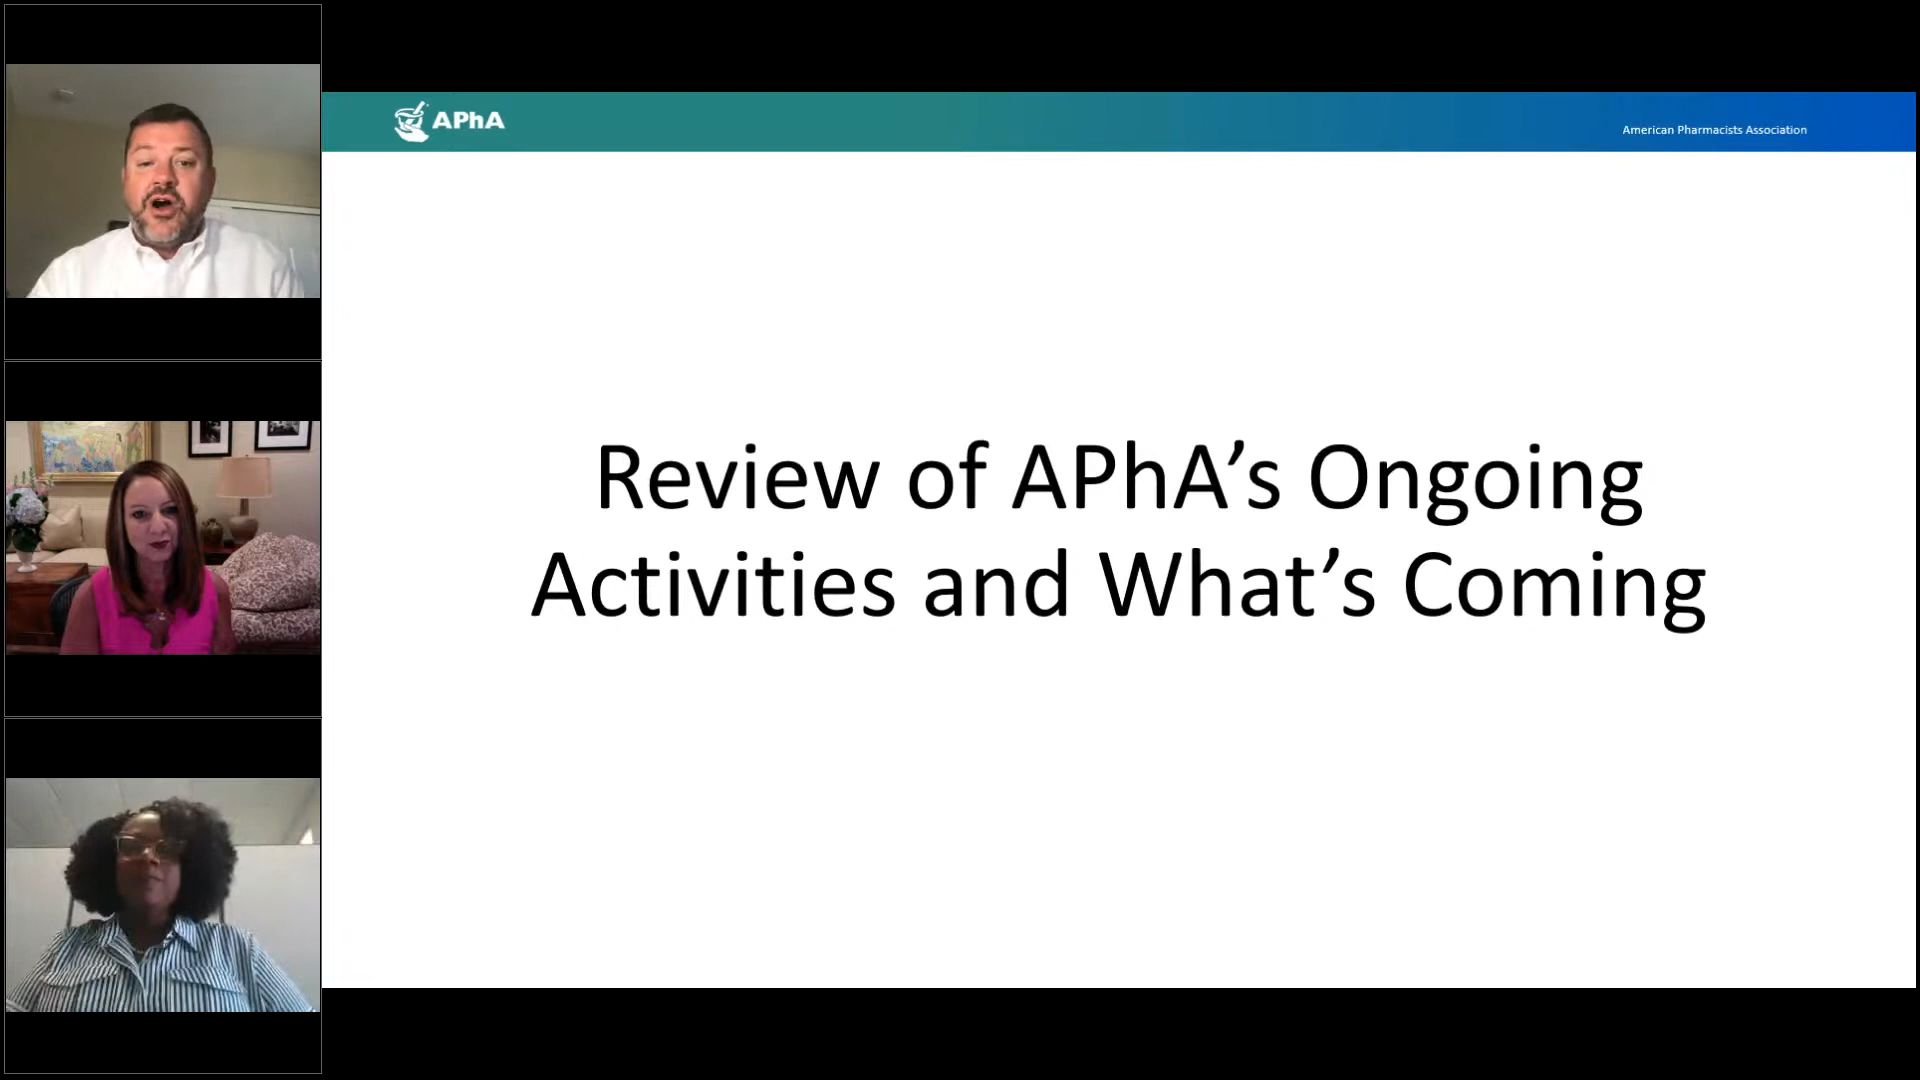 APhA
American Pharmacists Association
Review of APhA’s Ongoing
Activities and What’s Coming